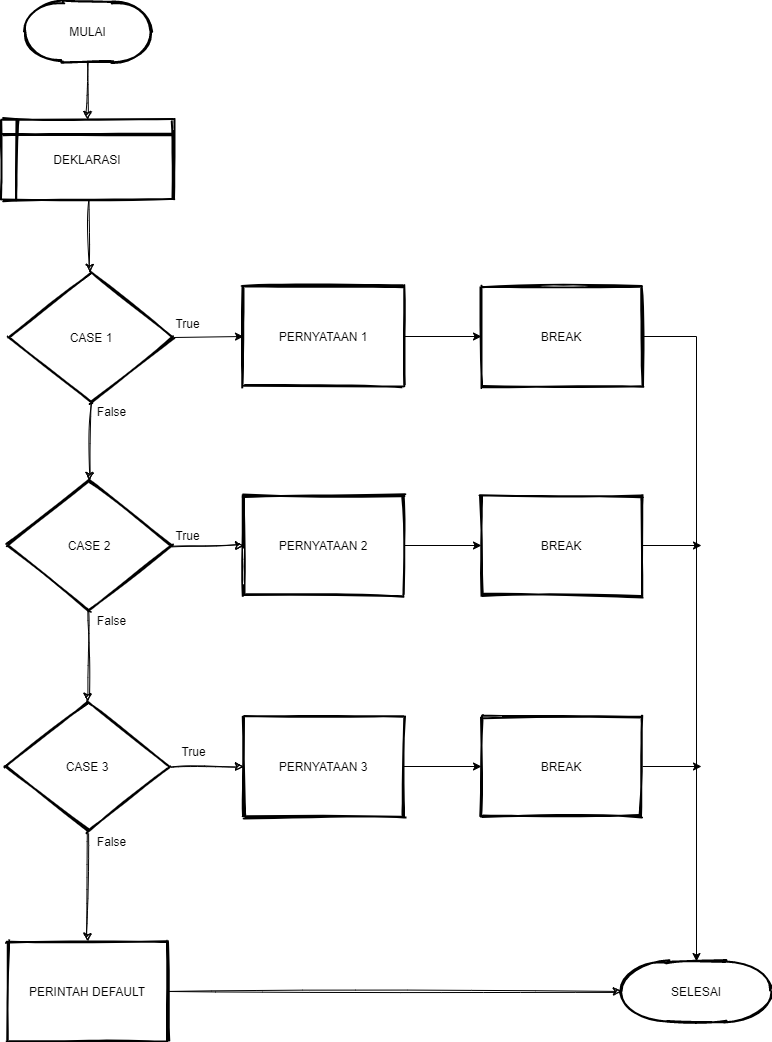 MULAI
DEKLARASI
CASE 1
True
PERNYATAAN 1
BREAK
False
CASE 2
True
PERNYATAAN 2
BREAK
False
CASE 3
True
PERNYATAAN 3
BREAK
False
PERINTAH DEFAULT
SELESAI